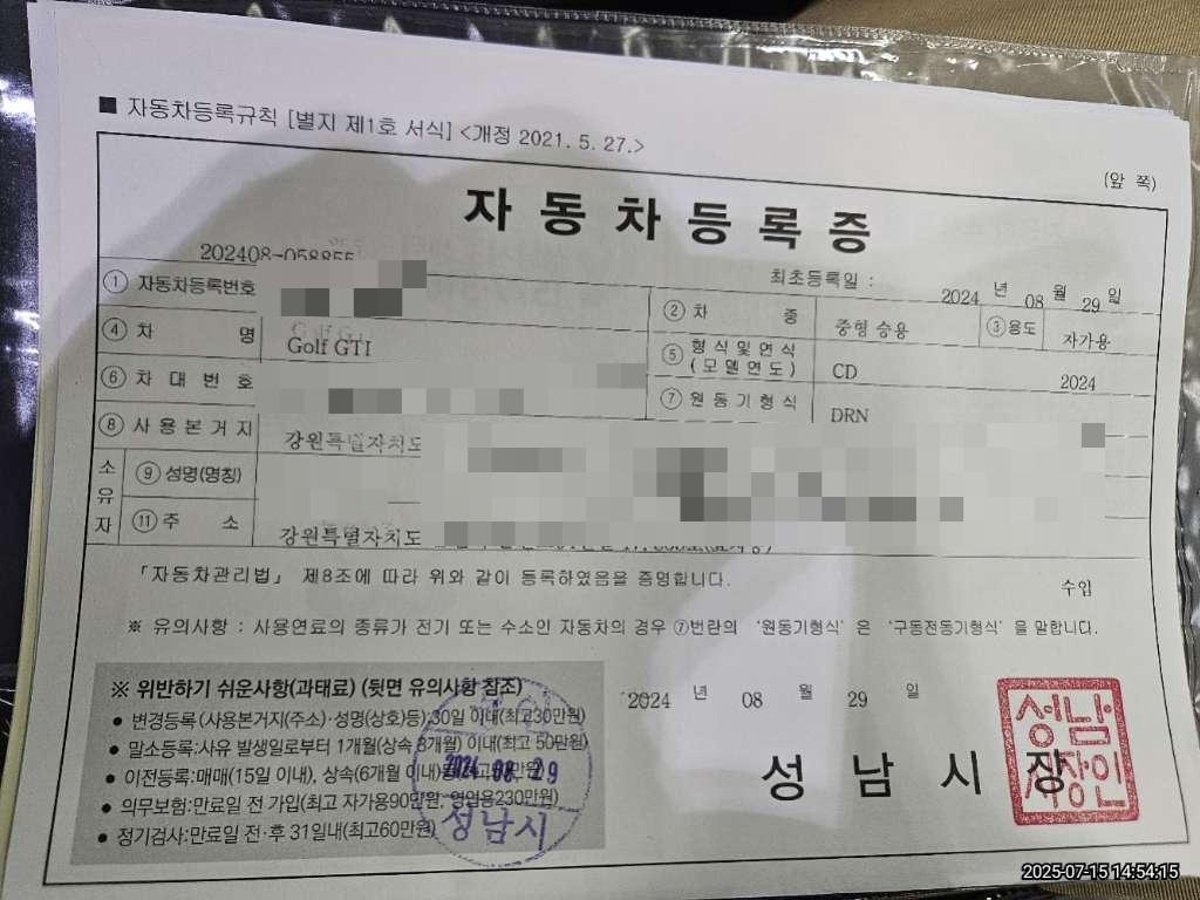 ■ 자동차등록규칙 [별지 제1호 서식] <개정 2021. 5. 27.>
(앞 쪽)
자동차등록증
202408-058855
최초등록일 : 2024 년 08 월 29 일
① 자동차등록번호
② 차 종 중형 승용 ③ 용도 자가용
④ 차 명 Golf GTI
⑤ 형식 및 연식 (모델연도) CD 2024
⑥ 차대번호
⑦ 원동기형식 DRN
⑧ 사용본거지 강원특별자치도
소유자
⑨ 성명(명칭)
⑪ 주 소 강원특별자치도
「자동차관리법」 제8조에 따라 위와 같이 등록하였음을 증명합니다.
수입
※ 유의사항 : 사용연료의 종류가 전기 또는 수소인 자동차의 경우 ⑦번란의 '원동기형식' 은 '구동전동기형식' 을 말합니다.
※ 위반하기 쉬운사항(과태료) (뒷면 유의사항 참조)
● 변경등록(사용본거지(주소)·성명(상호)등):30일 이내(최고30만원)
● 말소등록:사유 발생일로부터 1개월(상속 3개월) 이내(최고 50만원)
● 이전등록:매매(15일 이내), 상속(6개월 이내)
● 의무보험:만료일 전 가입(최고 자가용90만원, 영업용230만원)
● 정기검사:만료일 전·후 31일내(최고60만원)
2024. 08. 29
성남시
2024 년 08 월 29 일
성남시장
성남
시장인
2025-07-15 14:54:15